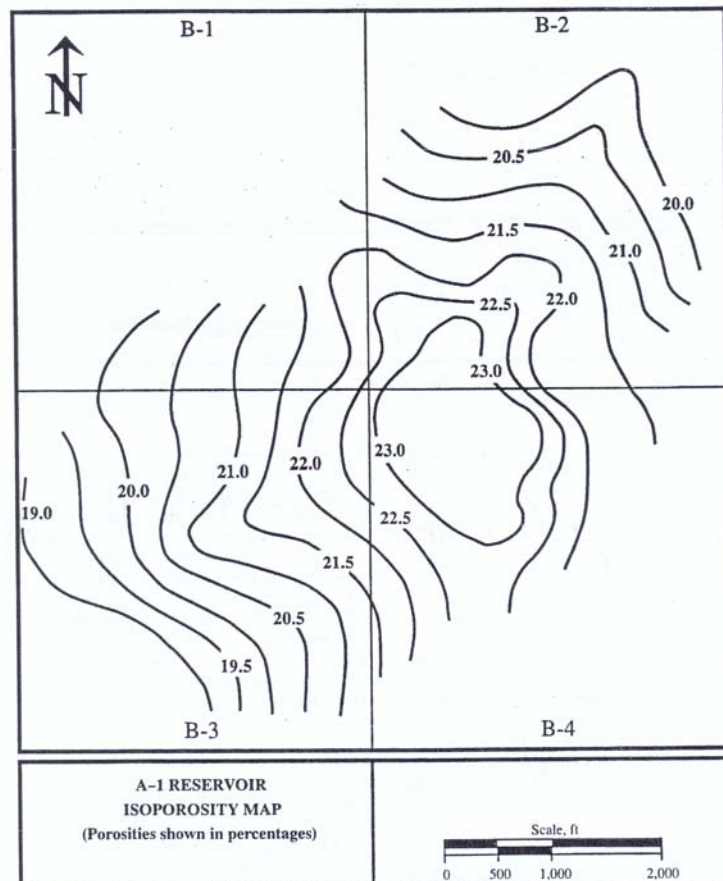 B-1 B-2
N
20.5
20.0
21.5
21.0
22.5 22.0
23.0
23.0
21.0 22.0
20.0
19.0
22.5
21.5
20.5
19.5
B-3 B-4
A–1 RESERVOIR
ISOPOROSITY MAP
(Porosities shown in percentages)
Scale, ft
0 500 1,000 2,000